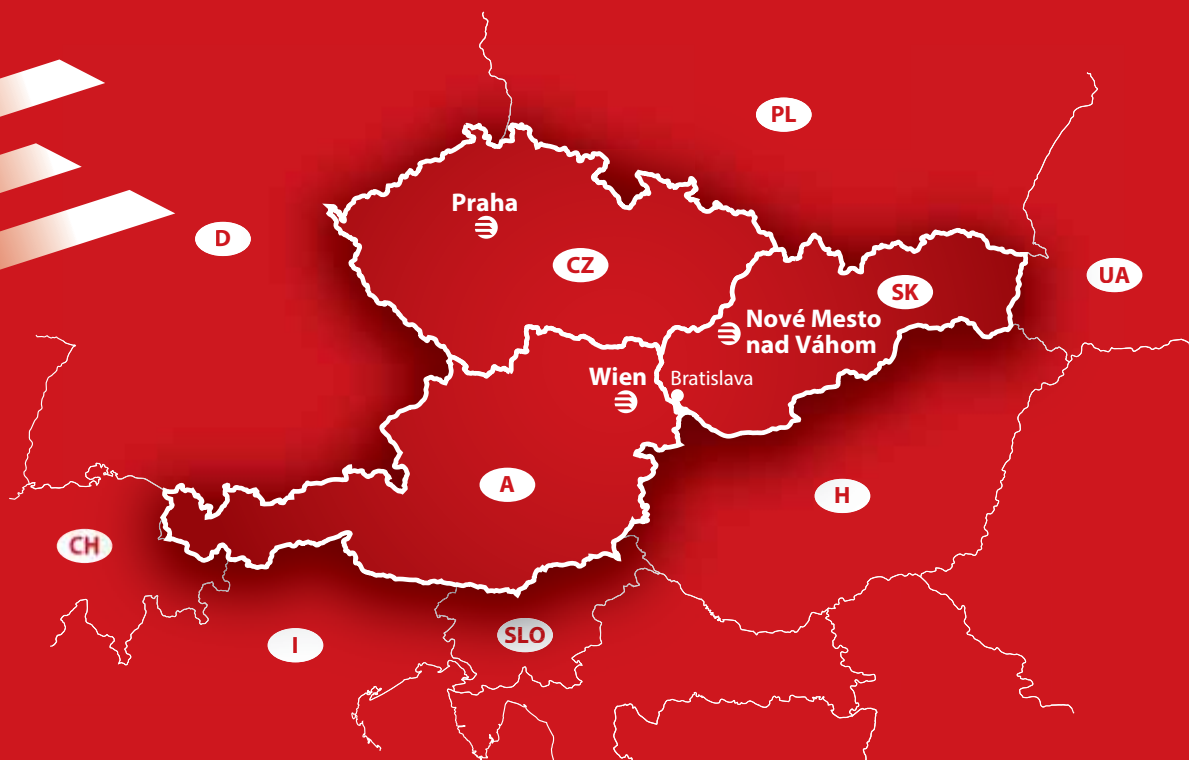 PL
Praha
D
CZ
UA
SK
Nové Mesto
nad Váhom
Wien
Bratislava
A
H
CH
SLO
I